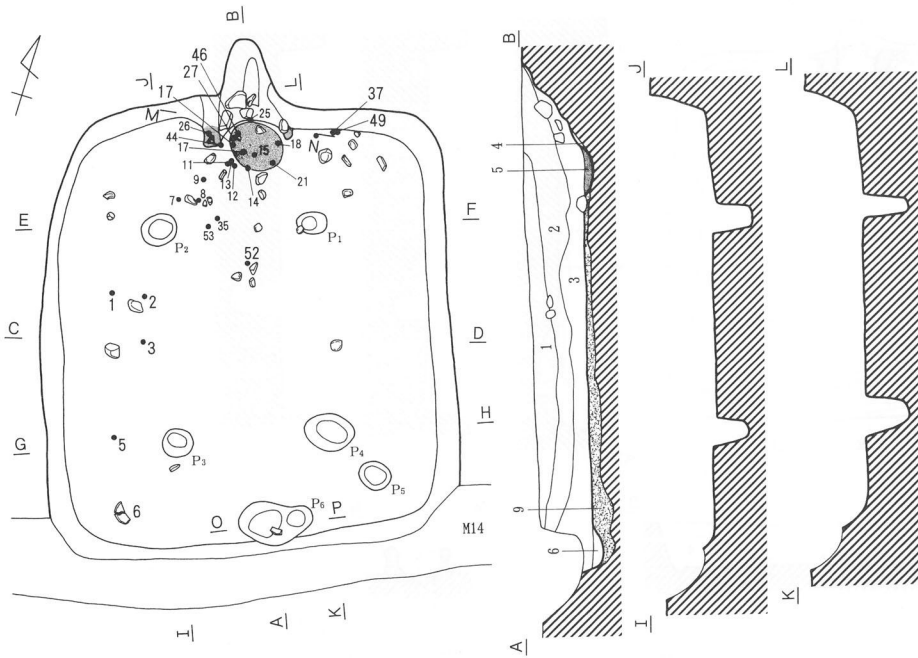 B
46
27
J
L
17
M
25
37
49
26
44
N
17
15
18
11
13
12
14
21
9
7
8
9
35
53
E
F
P₂
P₁
52
1
2
C
D
3
H
5
G
P₃
P₄
P₅
6
O
P₆
P
M14
I
A
K
B
4
5
2
3
1
9
6
A
J
I
L
K